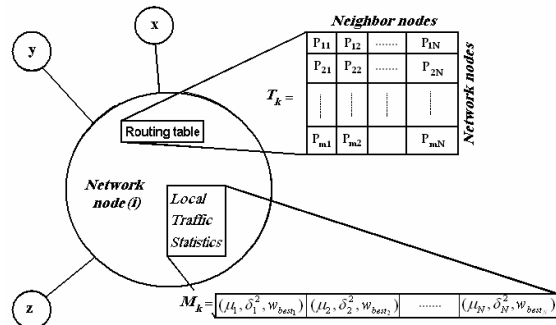 Neighbor nodes
x
y
P11 P12 ....... P1N
P21 P22 ....... P2N
Tk =
Network nodes
Pm1 Pm2 PmN
Routing table
Network
node (i)
Local
Traffic
Statistics
z
Mk = (μ1, δ1², wbest1) (μ2, δ2², wbest2) ....... (μN, δN², wbestN)